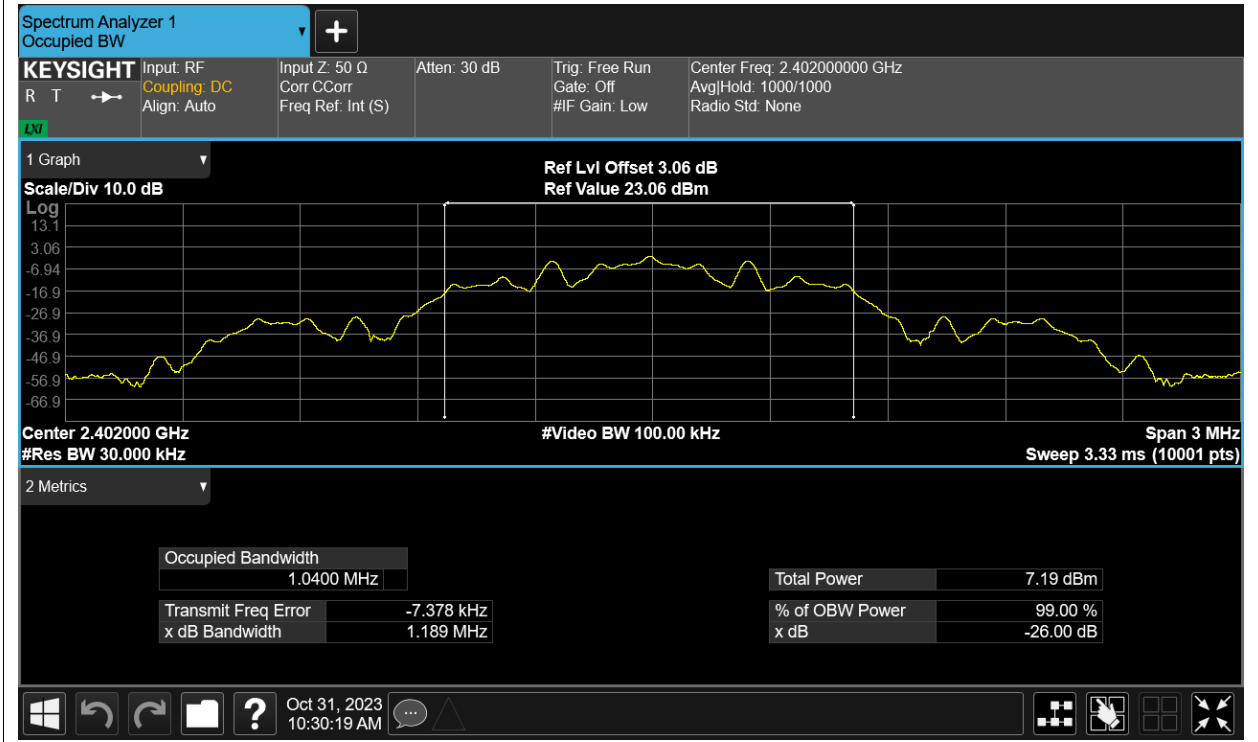 Spectrum Analyzer 1
Occupied BW
KEYSIGHT Input: RF Input Z: 50 Ω Atten: 30 dB Trig: Free Run Center Freq: 2.402000000 GHz
R T Coupling: DC Corr CCorr Gate: Off Avg|Hold: 1000/1000
Align: Auto Freq Ref: Int (S) #IF Gain: Low Radio Std: None
LXI
1 Graph
Ref Lvl Offset 3.06 dB
Scale/Div 10.0 dB Ref Value 23.06 dBm
Log
13.1
3.06
-6.94
-16.9
-26.9
-36.9
-46.9
-56.9
-66.9
Center 2.402000 GHz #Video BW 100.00 kHz Span 3 MHz
#Res BW 30.000 kHz Sweep 3.33 ms (10001 pts)
2 Metrics
Occupied Bandwidth
1.0400 MHz Total Power 7.19 dBm
Transmit Freq Error -7.378 kHz % of OBW Power 99.00 %
x dB Bandwidth 1.189 MHz x dB -26.00 dB
? Oct 31, 2023
10:30:19 AM